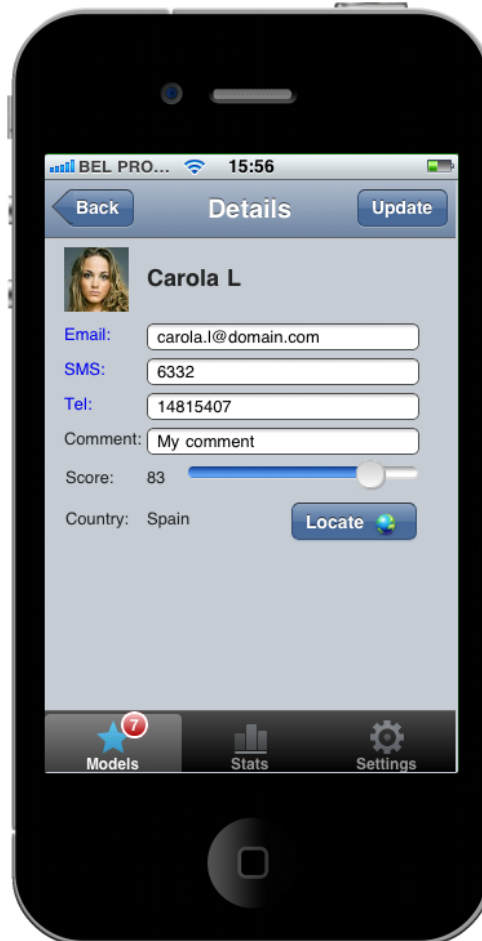 BEL PRO... 15:56
Back Details Update
Carola L
Email: carola.l@domain.com
SMS: 6332
Tel: 14815407
Comment: My comment
Score: 83
Country: Spain Locate
7
Models Stats Settings